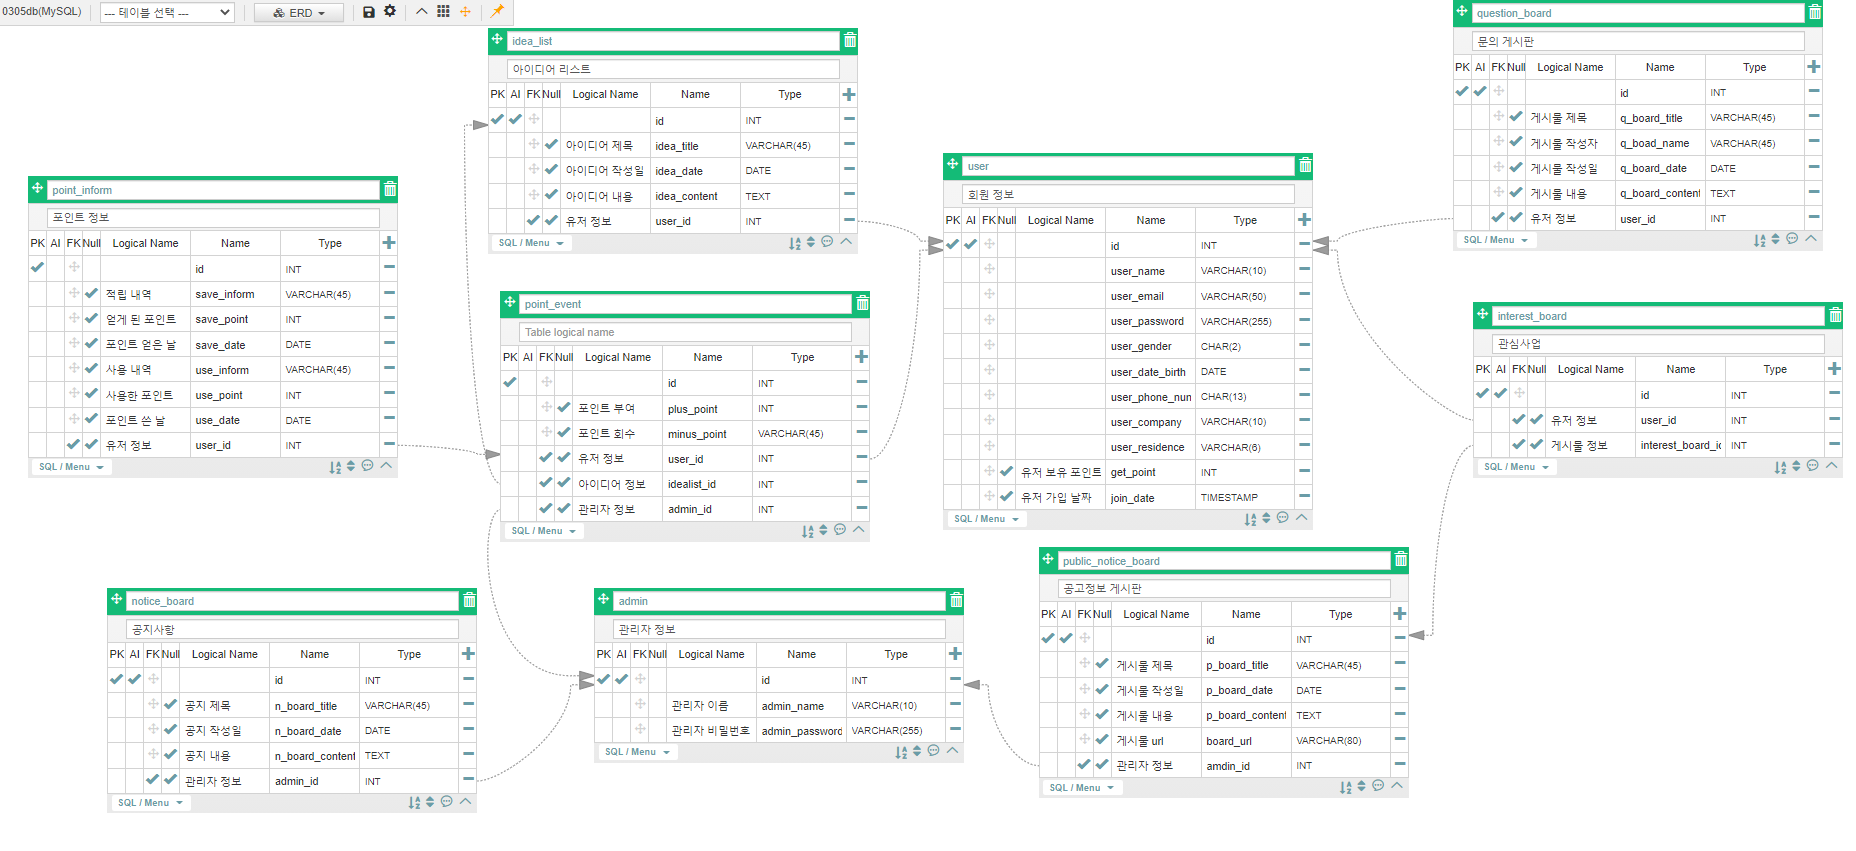 0305db(MySQL)
--- 테이블 선택 ---
ERD
idea_list
아이디어 리스트
PK AI FK Null Logical Name Name Type
id INT
아이디어 제목 idea_title VARCHAR(45)
아이디어 작성일 idea_date DATE
아이디어 내용 idea_content TEXT
유저 정보 user_id INT
SQL / Menu
question_board
문의 게시판
PK AI FK Null Logical Name Name Type
id INT
게시물 제목 q_board_title VARCHAR(45)
게시물 작성자 q_boad_name VARCHAR(45)
게시물 작성일 q_board_date DATE
게시물 내용 q_board_content TEXT
유저 정보 user_id INT
SQL / Menu
point_inform
포인트 정보
PK AI FK Null Logical Name Name Type
id INT
적립 내역 save_inform VARCHAR(45)
얻게 된 포인트 save_point INT
포인트 얻은 날 save_date DATE
사용 내역 use_inform VARCHAR(45)
사용한 포인트 use_point INT
포인트 쓴 날 use_date DATE
유저 정보 user_id INT
SQL / Menu
user
회원 정보
PK AI FK Null Logical Name Name Type
id INT
user_name VARCHAR(10)
user_email VARCHAR(50)
user_password VARCHAR(255)
user_gender CHAR(2)
user_date_birth DATE
user_phone_num CHAR(13)
user_company VARCHAR(10)
user_residence VARCHAR(6)
유저 보유 포인트 get_point INT
유저 가입 날짜 join_date TIMESTAMP
SQL / Menu
point_event
Table logical name
PK AI FK Null Logical Name Name Type
id INT
포인트 부여 plus_point INT
포인트 회수 minus_point VARCHAR(45)
유저 정보 user_id INT
아이디어 정보 idealist_id INT
관리자 정보 admin_id INT
SQL / Menu
interest_board
관심사업
PK AI FK Null Logical Name Name Type
id INT
유저 정보 user_id INT
게시물 정보 interest_board_id INT
SQL / Menu
notice_board
공지사항
PK AI FK Null Logical Name Name Type
id INT
공지 제목 n_board_title VARCHAR(45)
공지 작성일 n_board_date DATE
공지 내용 n_board_content TEXT
관리자 정보 admin_id INT
SQL / Menu
admin
관리자 정보
PK AI FK Null Logical Name Name Type
id INT
관리자 이름 admin_name VARCHAR(10)
관리자 비밀번호 admin_password VARCHAR(255)
SQL / Menu
public_notice_board
공고정보 게시판
PK AI FK Null Logical Name Name Type
id INT
게시물 제목 p_board_title VARCHAR(45)
게시물 작성일 p_board_date DATE
게시물 내용 p_board_content TEXT
게시물 url board_url VARCHAR(80)
관리자 정보 amdin_id INT
SQL / Menu